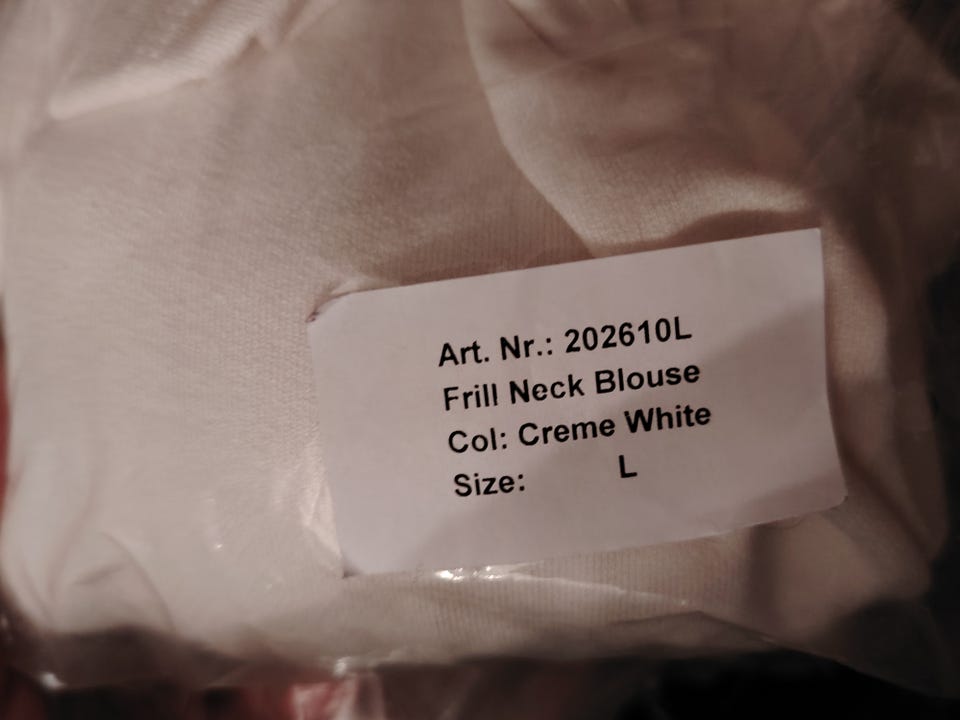 Art. Nr.: 202610L
Frill Neck Blouse
Col: Creme White
Size: L